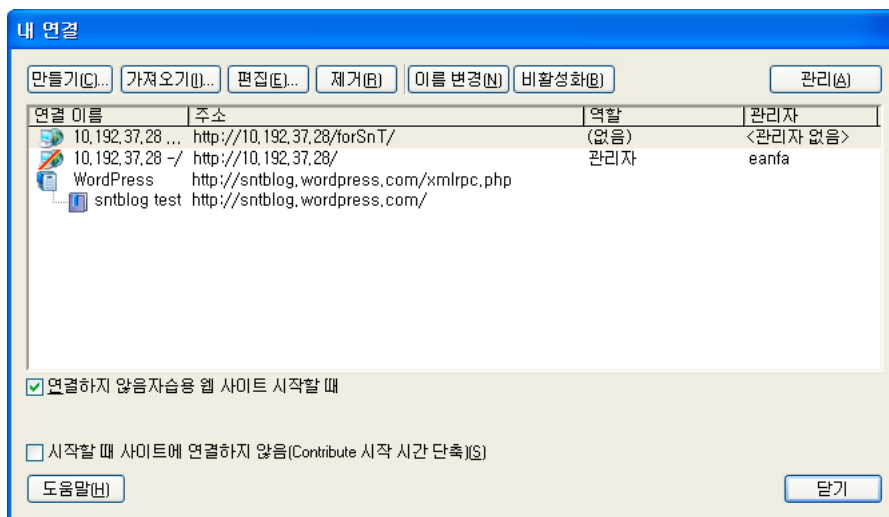 내 연결
만들기(C)... 가져오기(I)... 편집(E)... 제거(R) 이름 변경(N) 비활성화(B) 관리(A)
연결 이름 주소 역할 관리자
10.192.37.28 ... http://10.192.37.28/forSnT/ (없음) <관리자 없음>
10.192.37.28 -/ http://10.192.37.28/ 관리자 eanfa
WordPress http://sntblog.wordpress.com/xmlrpc.php
sntblog test http://sntblog.wordpress.com/
연결하지 않음자습용 웹 사이트 시작할 때
시작할 때 사이트에 연결하지 않음(Contribute 시작 시간 단축)(S)
도움말(H) 닫기